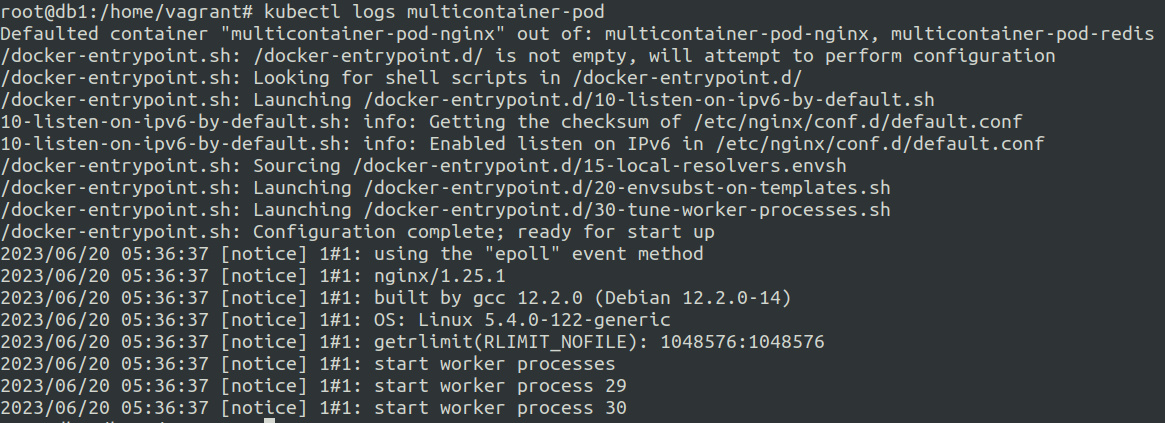 root@db1:/home/vagrant# kubectl logs multicontainer-pod
Defaulted container "multicontainer-pod-nginx" out of: multicontainer-pod-nginx, multicontainer-pod-redis
/docker-entrypoint.sh: /docker-entrypoint.d/ is not empty, will attempt to perform configuration
/docker-entrypoint.sh: Looking for shell scripts in /docker-entrypoint.d/
/docker-entrypoint.sh: Launching /docker-entrypoint.d/10-listen-on-ipv6-by-default.sh
10-listen-on-ipv6-by-default.sh: info: Getting the checksum of /etc/nginx/conf.d/default.conf
10-listen-on-ipv6-by-default.sh: info: Enabled listen on IPv6 in /etc/nginx/conf.d/default.conf
/docker-entrypoint.sh: Sourcing /docker-entrypoint.d/15-local-resolvers.envsh
/docker-entrypoint.sh: Launching /docker-entrypoint.d/20-envsubst-on-templates.sh
/docker-entrypoint.sh: Launching /docker-entrypoint.d/30-tune-worker-processes.sh
/docker-entrypoint.sh: Configuration complete; ready for start up
2023/06/20 05:36:37 [notice] 1#1: using the "epoll" event method
2023/06/20 05:36:37 [notice] 1#1: nginx/1.25.1
2023/06/20 05:36:37 [notice] 1#1: built by gcc 12.2.0 (Debian 12.2.0-14)
2023/06/20 05:36:37 [notice] 1#1: OS: Linux 5.4.0-122-generic
2023/06/20 05:36:37 [notice] 1#1: getrlimit(RLIMIT_NOFILE): 1048576:1048576
2023/06/20 05:36:37 [notice] 1#1: start worker processes
2023/06/20 05:36:37 [notice] 1#1: start worker process 29
2023/06/20 05:36:37 [notice] 1#1: start worker process 30